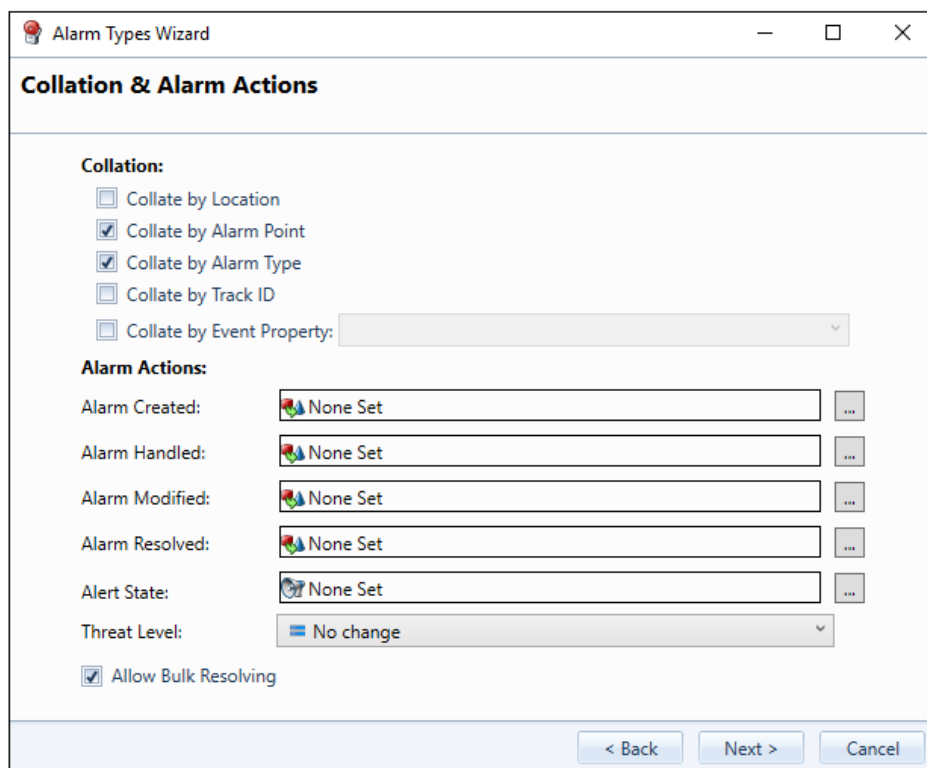 Alarm Types Wizard
Collation & Alarm Actions
Collation:
Collate by Location
Collate by Alarm Point
Collate by Alarm Type
Collate by Track ID
Collate by Event Property:
Alarm Actions:
Alarm Created: None Set ...
Alarm Handled: None Set ...
Alarm Modified: None Set ...
Alarm Resolved: None Set ...
Alert State: None Set ...
Threat Level: No change
Allow Bulk Resolving
< Back Next > Cancel